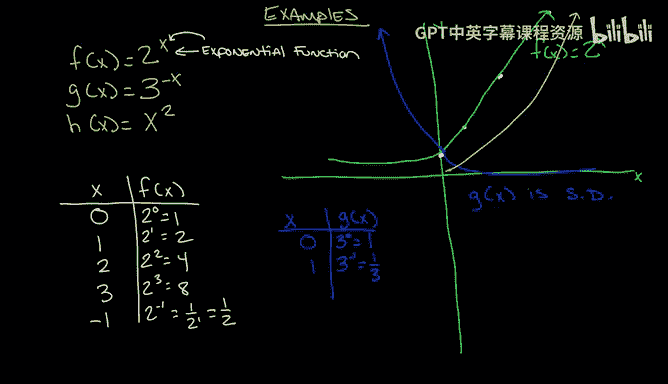 EXAMPLES
GPT中英字幕课程资源 bilibili
f(x)=2^x ← EXPONENTIAL FUNCTION
f(x)=2
g(x)=3^-x
h(x)=x^2
x
g(x) is S.D.
x f(x)
0 2^0=1
1 2^1=2
2 2^2=4
3 2^3=8
-1 2^-1=1/2^1=1/2
x g(x)
0 3^0=1
1 3^-1=1/3